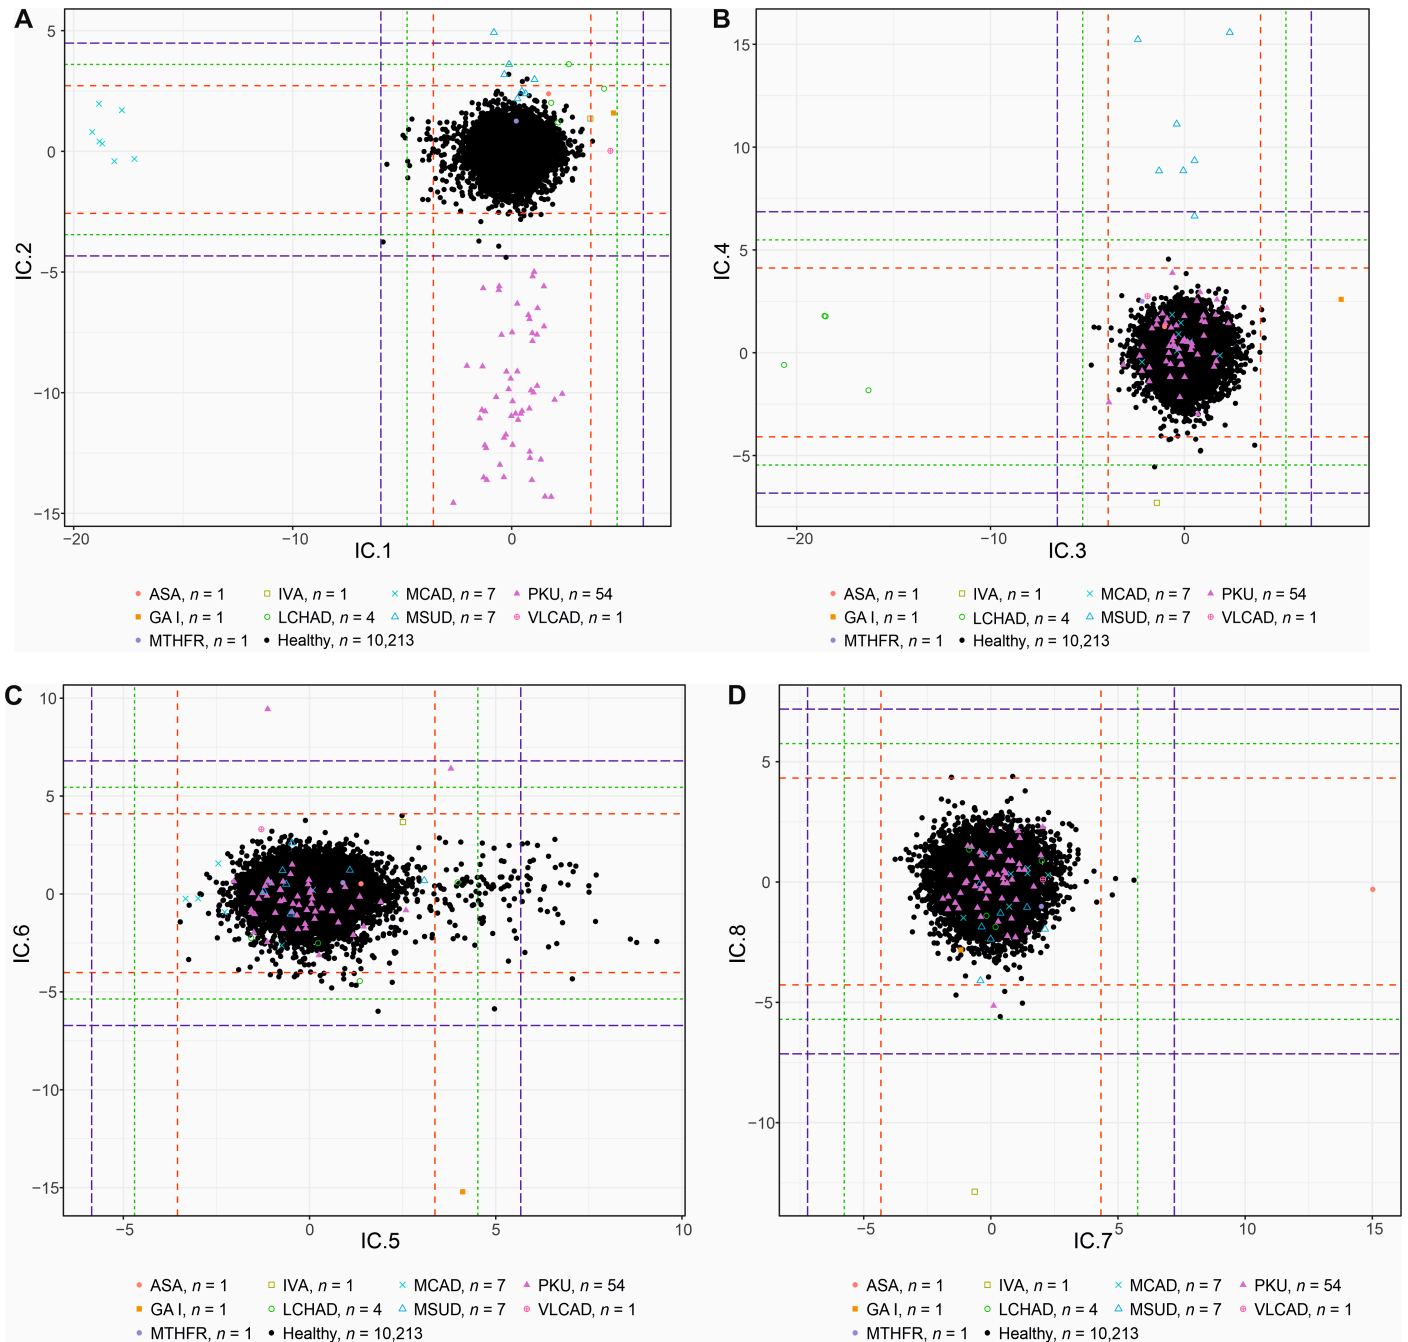 A
5
0
−5
−10
−15
IC.2
−20
−10
0
IC.1
ASA, n = 1
IVA, n = 1
MCAD, n = 7
PKU, n = 54
GA I, n = 1
LCHAD, n = 4
MSUD, n = 7
VLCAD, n = 1
MTHFR, n = 1
Healthy, n = 10,213
B
15
10
5
0
−5
IC.4
−20
−10
0
IC.3
ASA, n = 1
IVA, n = 1
MCAD, n = 7
PKU, n = 54
GA I, n = 1
LCHAD, n = 4
MSUD, n = 7
VLCAD, n = 1
MTHFR, n = 1
Healthy, n = 10,213
C
10
5
0
−5
−10
−15
IC.6
−5
0
5
10
IC.5
ASA, n = 1
IVA, n = 1
MCAD, n = 7
PKU, n = 54
GA I, n = 1
LCHAD, n = 4
MSUD, n = 7
VLCAD, n = 1
MTHFR, n = 1
Healthy, n = 10,213
D
5
0
−5
−10
IC.8
−5
0
5
10
15
IC.7
ASA, n = 1
IVA, n = 1
MCAD, n = 7
PKU, n = 54
GA I, n = 1
LCHAD, n = 4
MSUD, n = 7
VLCAD, n = 1
MTHFR, n = 1
Healthy, n = 10,213